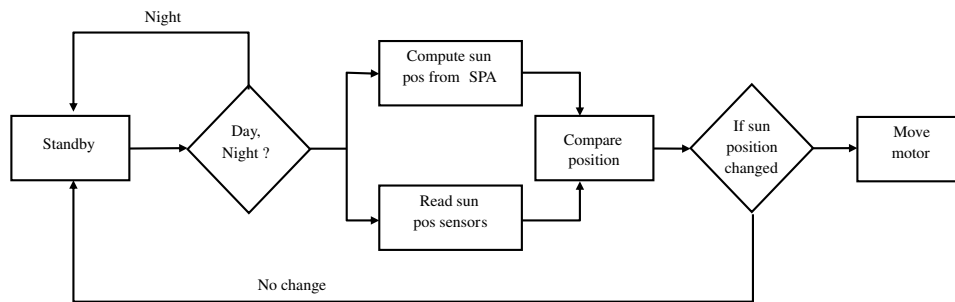 Night
Compute sun
pos from SPA
Standby
Day,
Night ?
Compare
position
If sun
position
changed
Move
motor
Read sun
pos sensors
No change